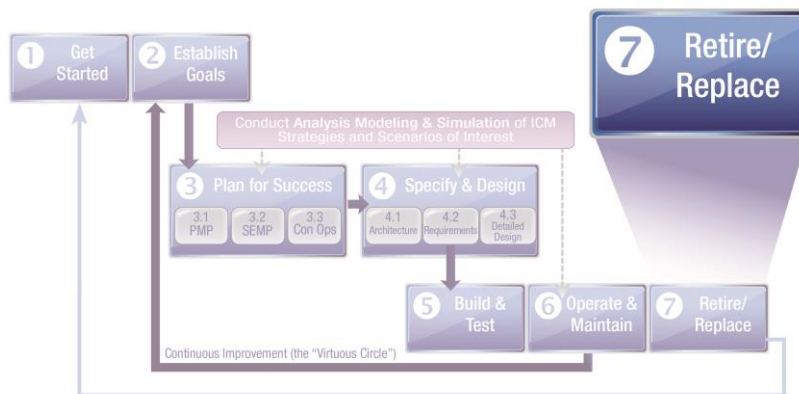 1 Get
Started
2 Establish
Goals
7 Retire/
Replace
Conduct Analysis Modeling & Simulation of ICM
Strategies and Scenarios of Interest
3 Plan for Success
3.1
PMP
3.2
SEMP
3.3
Con Ops
4 Specify & Design
4.1
Architecture
4.2
Requirements
4.3
Detailed
Design
5 Build &
Test
6 Operate &
Maintain
7 Retire/
Replace
Continuous Improvement (the “Virtuous Circle”)